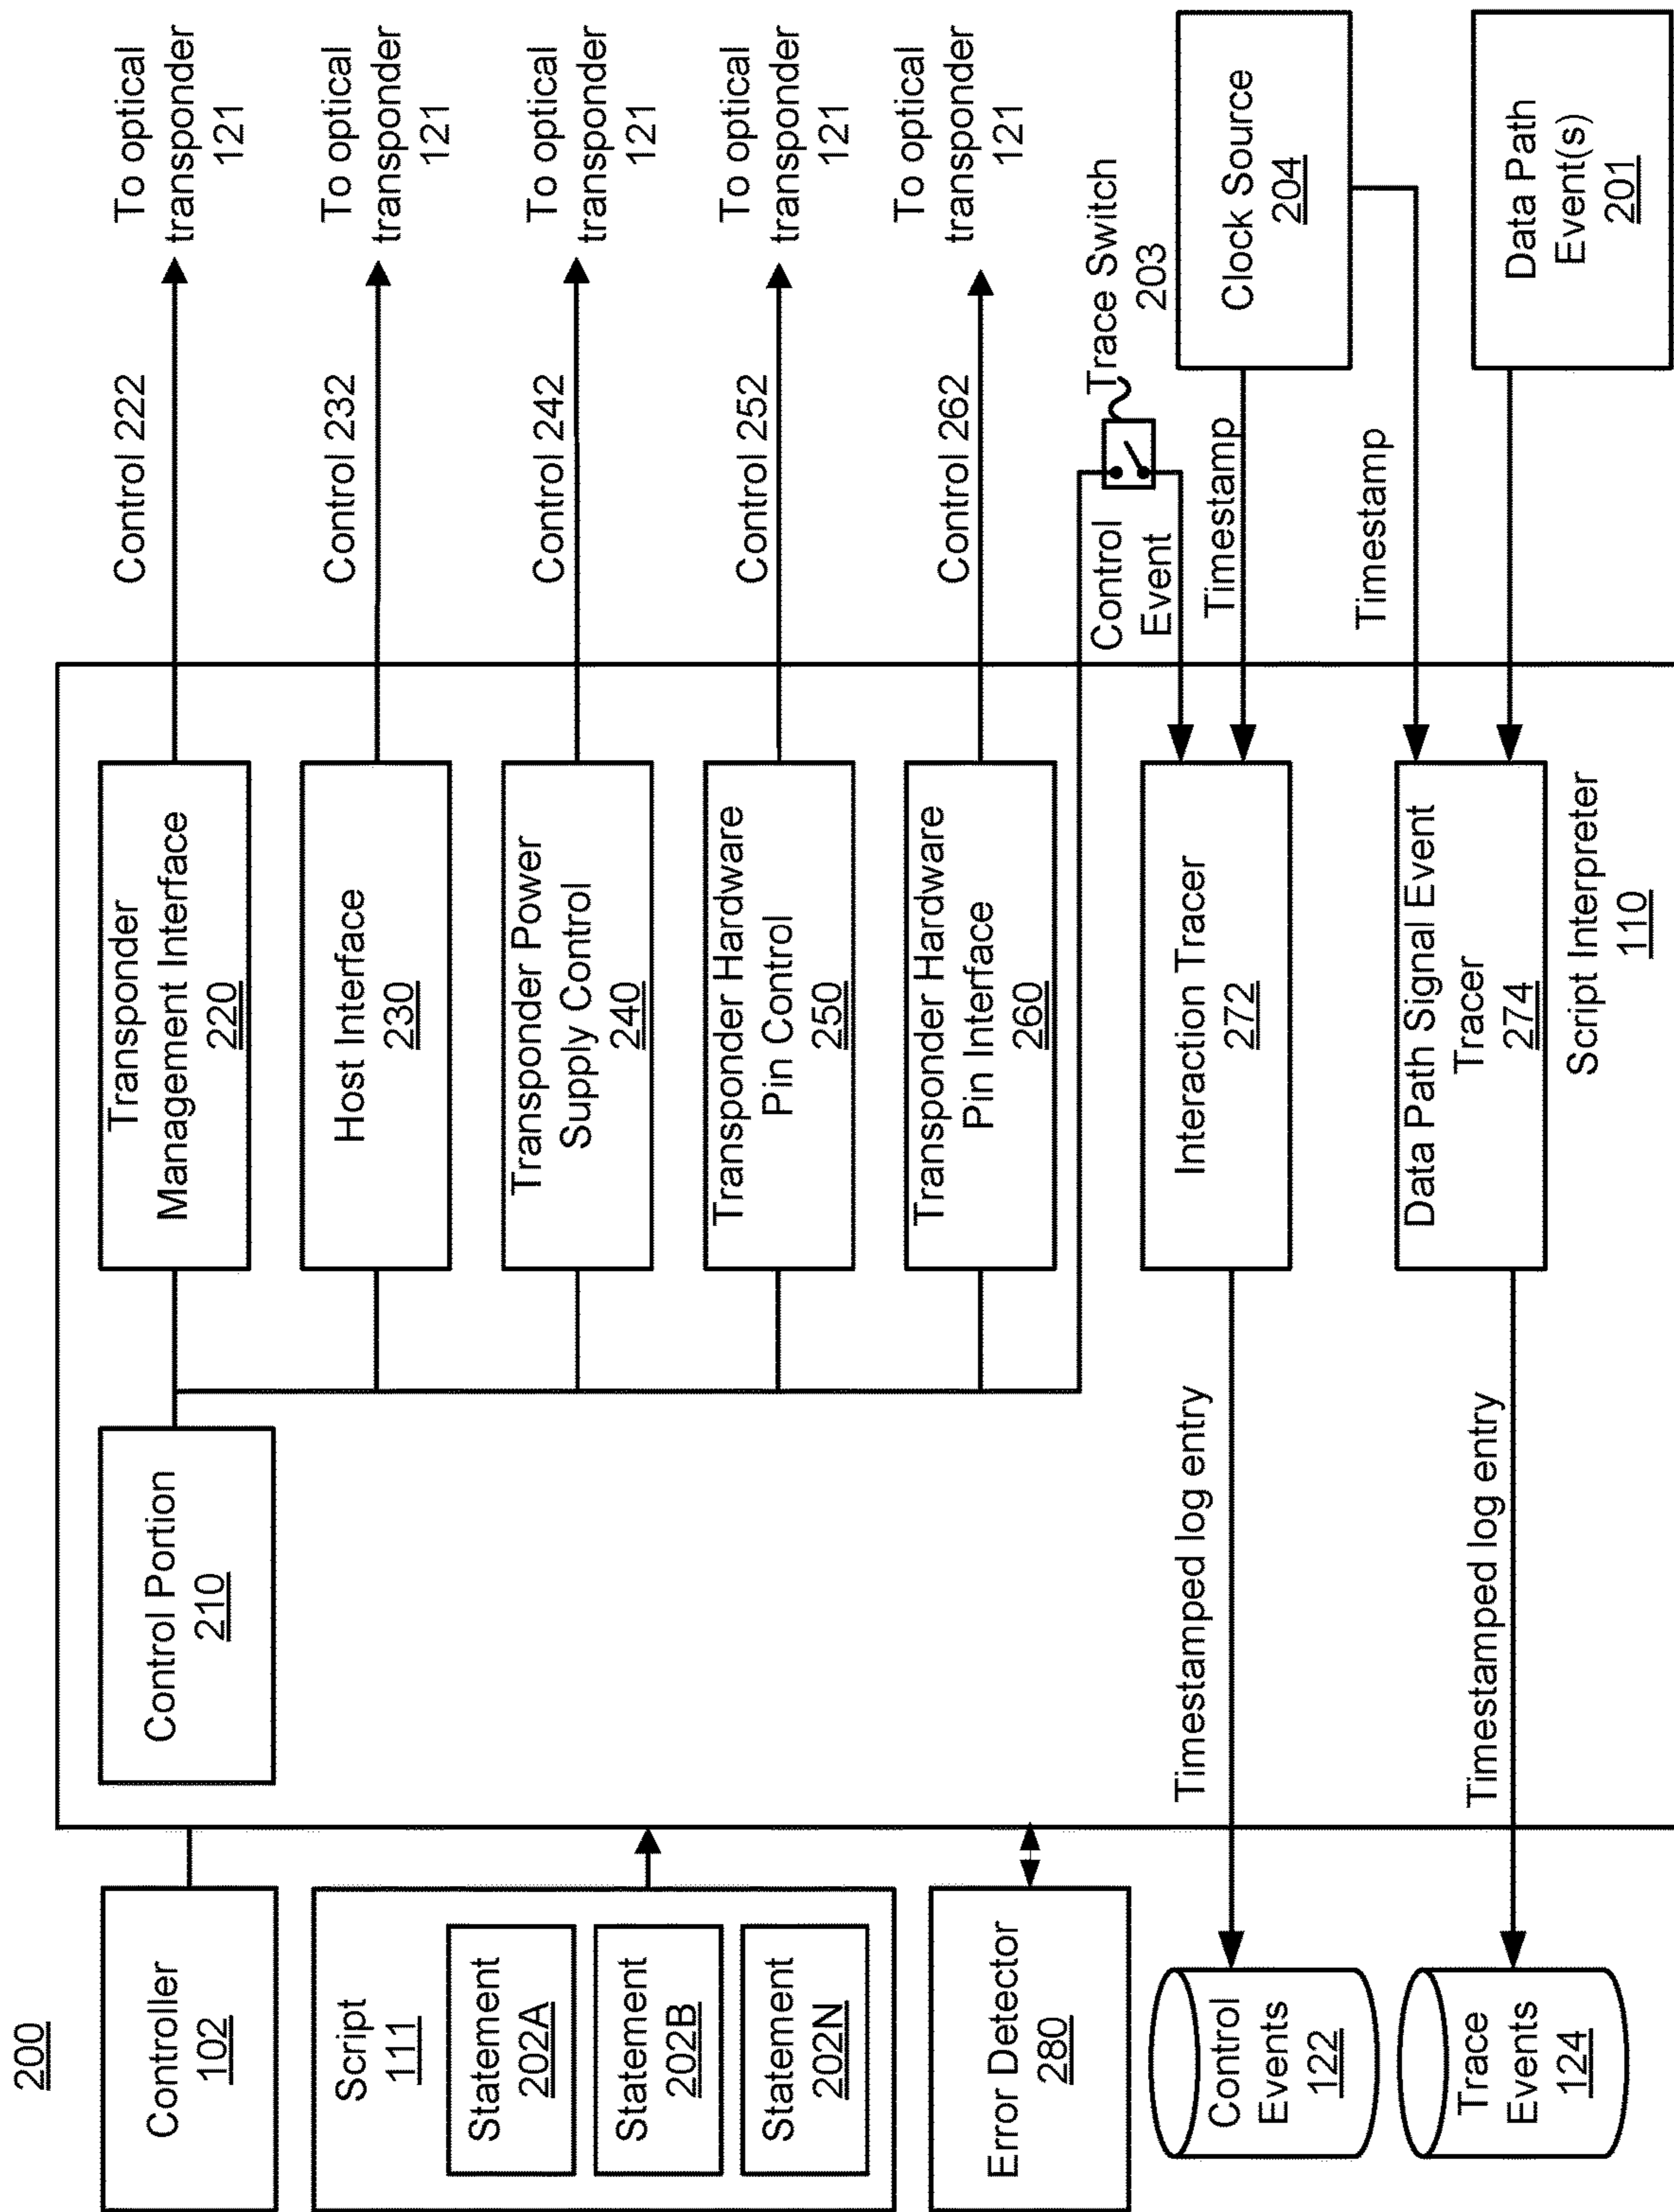 200
Controller
102
Script
111
Statement
202A
Statement
202B
Statement
202N
Error Detector
280
Control
Events
122
Trace
Events
124
Control Portion
210
Transponder
Management Interface
220
Host Interface
230
Transponder Power
Supply Control
240
Transponder Hardware
Pin Control
250
Transponder Hardware
Pin Interface
260
Interaction Tracer
272
Data Path Signal Event
Tracer
274
Script Interpreter
110
Timestamped log entry
Timestamped log entry
Control 222
Control 232
Control 242
Control 252
Control 262
To optical
transponder
121
To optical
transponder
121
To optical
transponder
121
To optical
transponder
121
To optical
transponder
121
Control
Event
Trace Switch
203
Timestamp
Timestamp
Clock Source
204
Data Path
Event(s)
201